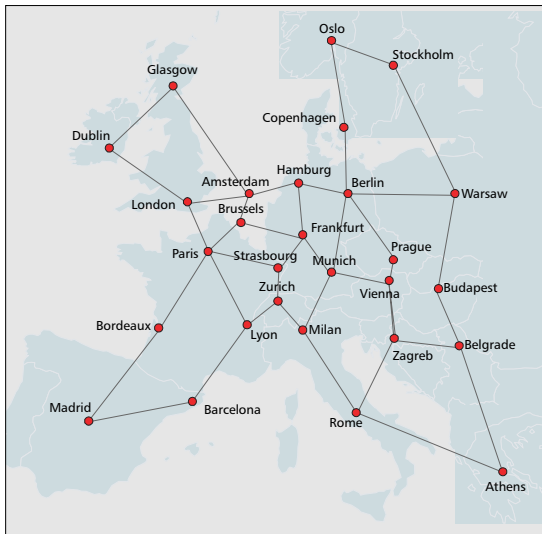 Oslo
Stockholm
Glasgow
Copenhagen
Dublin
Hamburg
Amsterdam
Berlin
London
Warsaw
Brussels
Frankfurt
Paris
Strasbourg
Munich
Prague
Zurich
Vienna
Budapest
Bordeaux
Lyon
Milan
Belgrade
Zagreb
Madrid
Barcelona
Rome
Athens